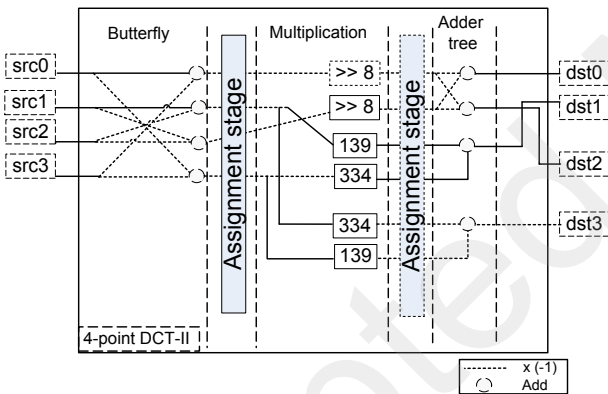 Butterfly
Multiplication
Adder
tree
src0
src1
src2
src3
Assignment stage
>> 8
>> 8
139
334
334
139
Assignment stage
dst0
dst1
dst2
dst3
4-point DCT-II
x (-1)
Add